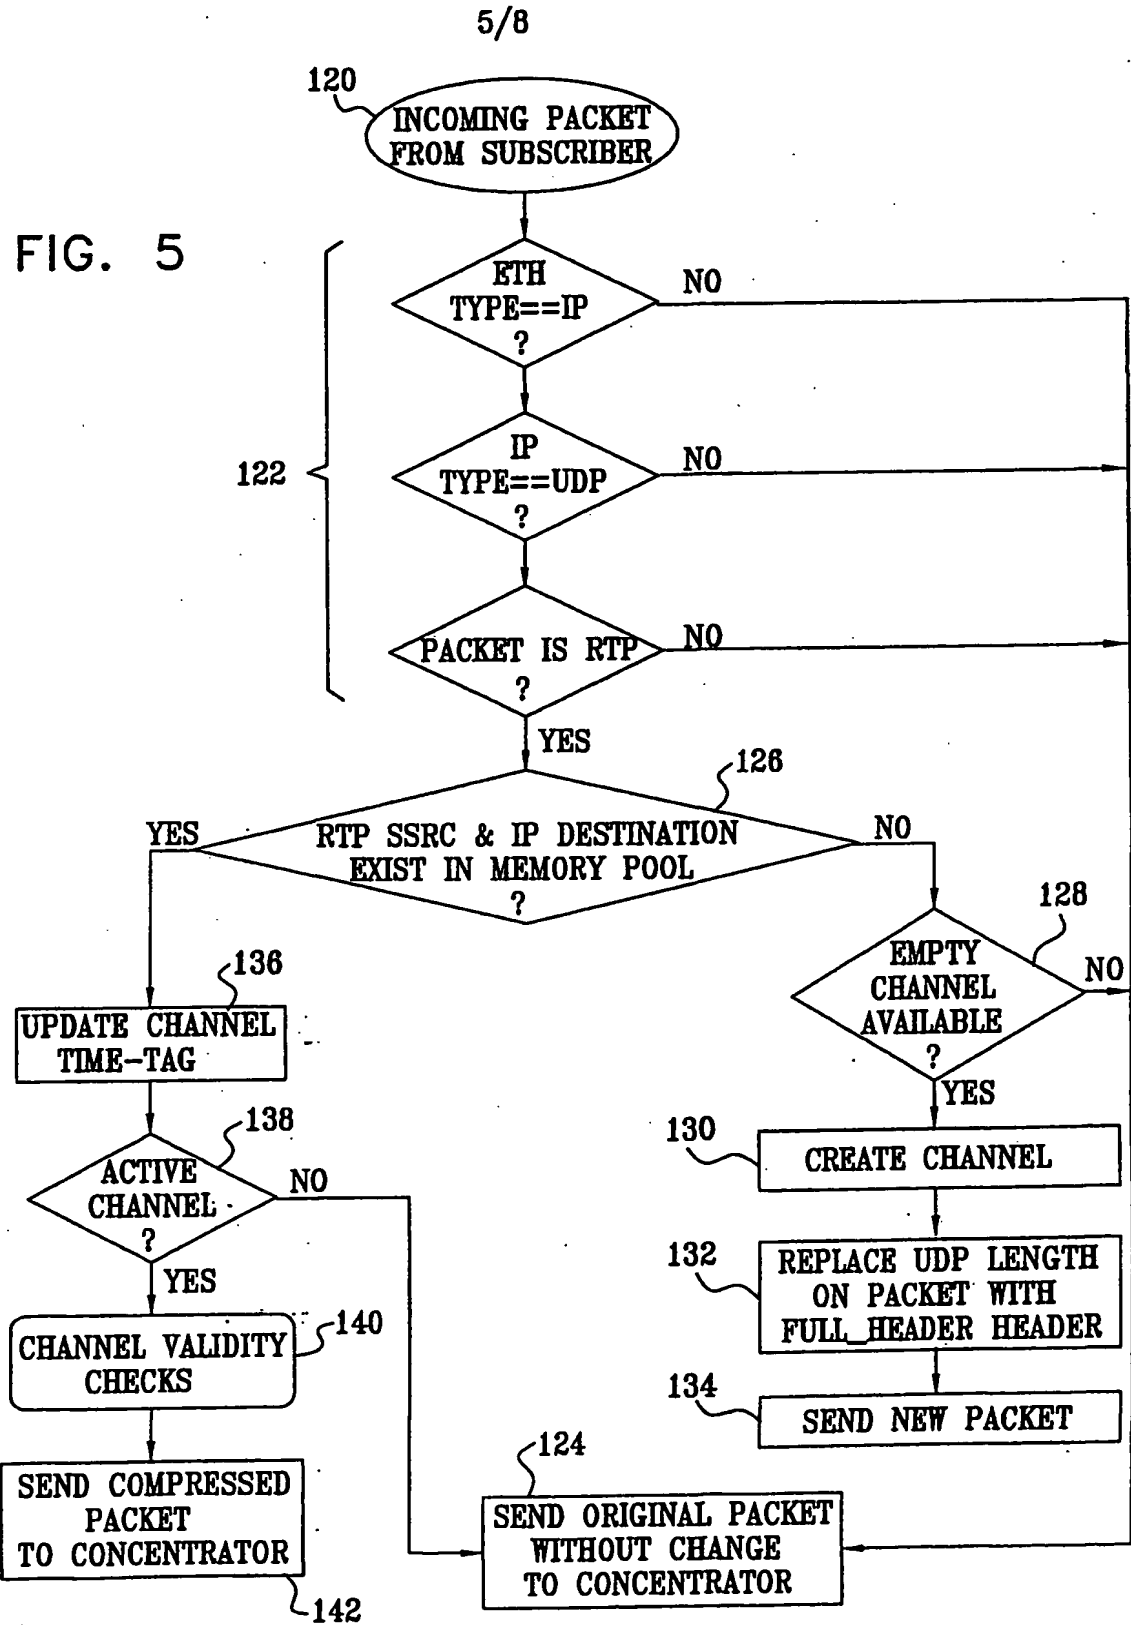 5/8
120
INCOMING PACKET
FROM SUBSCRIBER
FIG. 5
ETH
TYPE==IP
?
NO
122
IP
TYPE==UDP
?
NO
PACKET IS RTP
?
NO
YES
126
YES
RTP SSRC & IP DESTINATION
EXIST IN MEMORY POOL
?
NO
128
EMPTY
CHANNEL
AVAILABLE
?
NO
YES
136
UPDATE CHANNEL
TIME-TAG
138
ACTIVE
CHANNEL
?
NO
YES
130
CREATE CHANNEL
132
REPLACE UDP LENGTH
ON PACKET WITH
FULL_HEADER HEADER
140
CHANNEL VALIDITY
CHECKS
134
SEND NEW PACKET
124
SEND ORIGINAL PACKET
WITHOUT CHANGE
TO CONCENTRATOR
SEND COMPRESSED
PACKET
TO CONCENTRATOR
142